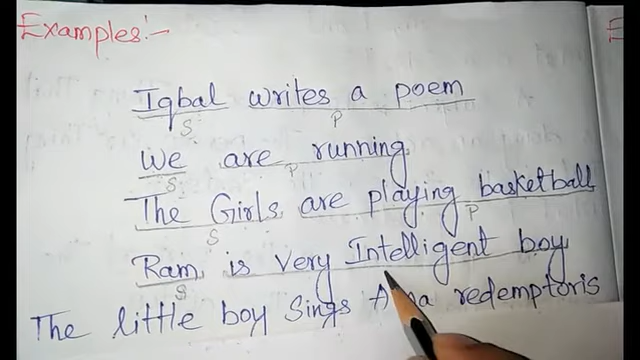 Examples:-
Iqbal writes a poem
S P
We are running
S P
The Girls are playing basketball
S P
Ram is very Intelligent boy
S
The little boy Sings redemptoris